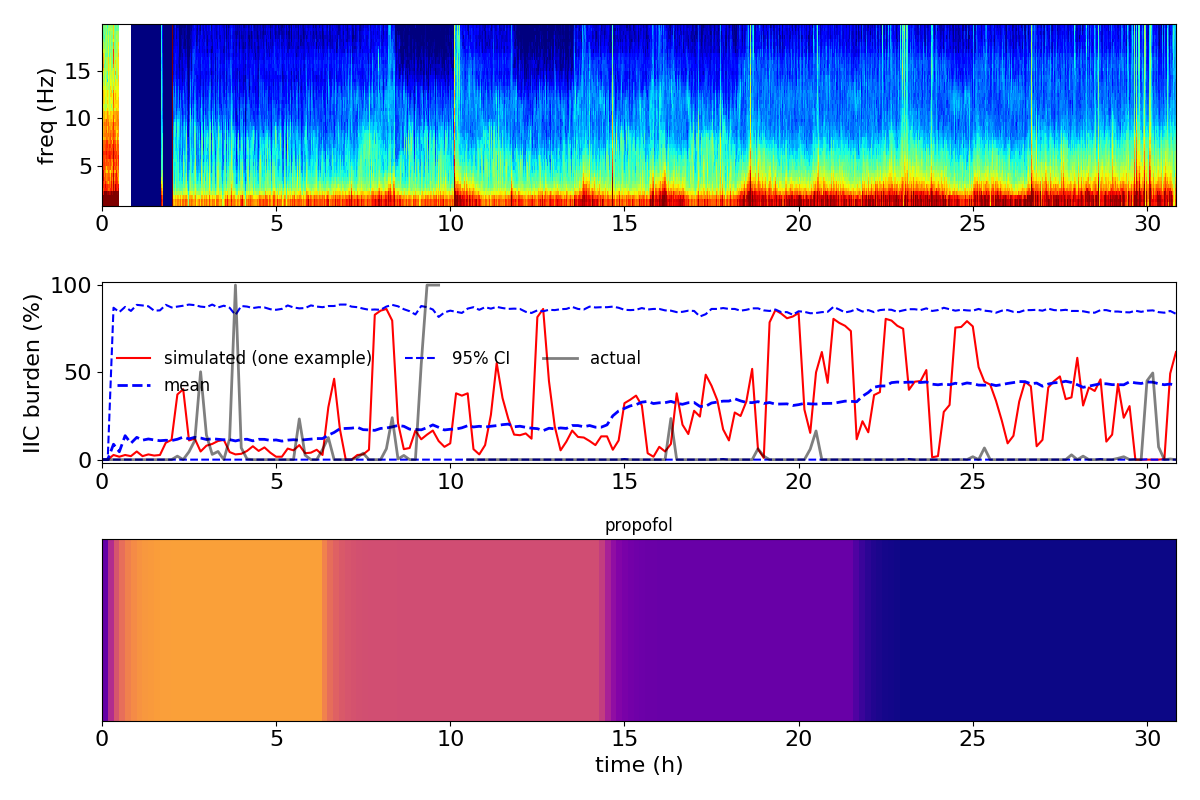 freq (Hz)
15
10
5
0 5 10 15 20 25 30
IIC burden (%)
100
50
0
simulated (one example) 95% CI actual
mean
0 5 10 15 20 25 30
propofol
0 5 10 15 20 25 30
time (h)